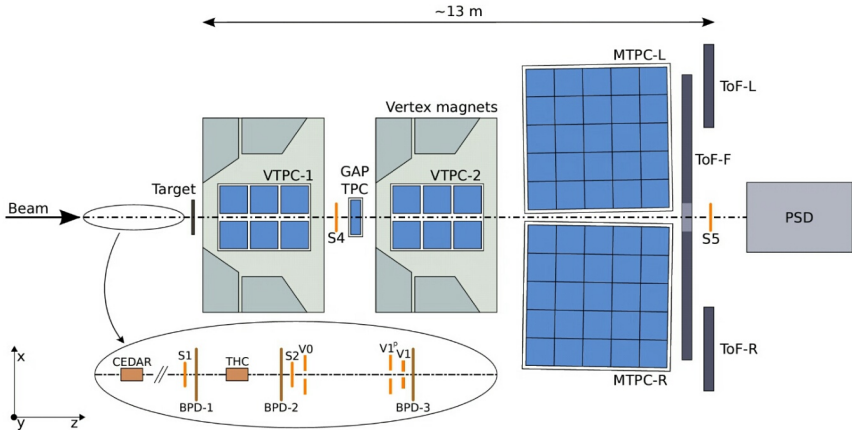 ~13 m
MTPC-L
ToF-L
Vertex magnets
ToF-F
VTPC-1
GAP
TPC
VTPC-2
Target
Beam
PSD
S4
S5
x
y
z
CEDAR
S1
THC
S2
V0
V1ᵖ
V1
BPD-1
BPD-2
BPD-3
MTPC-R
ToF-R